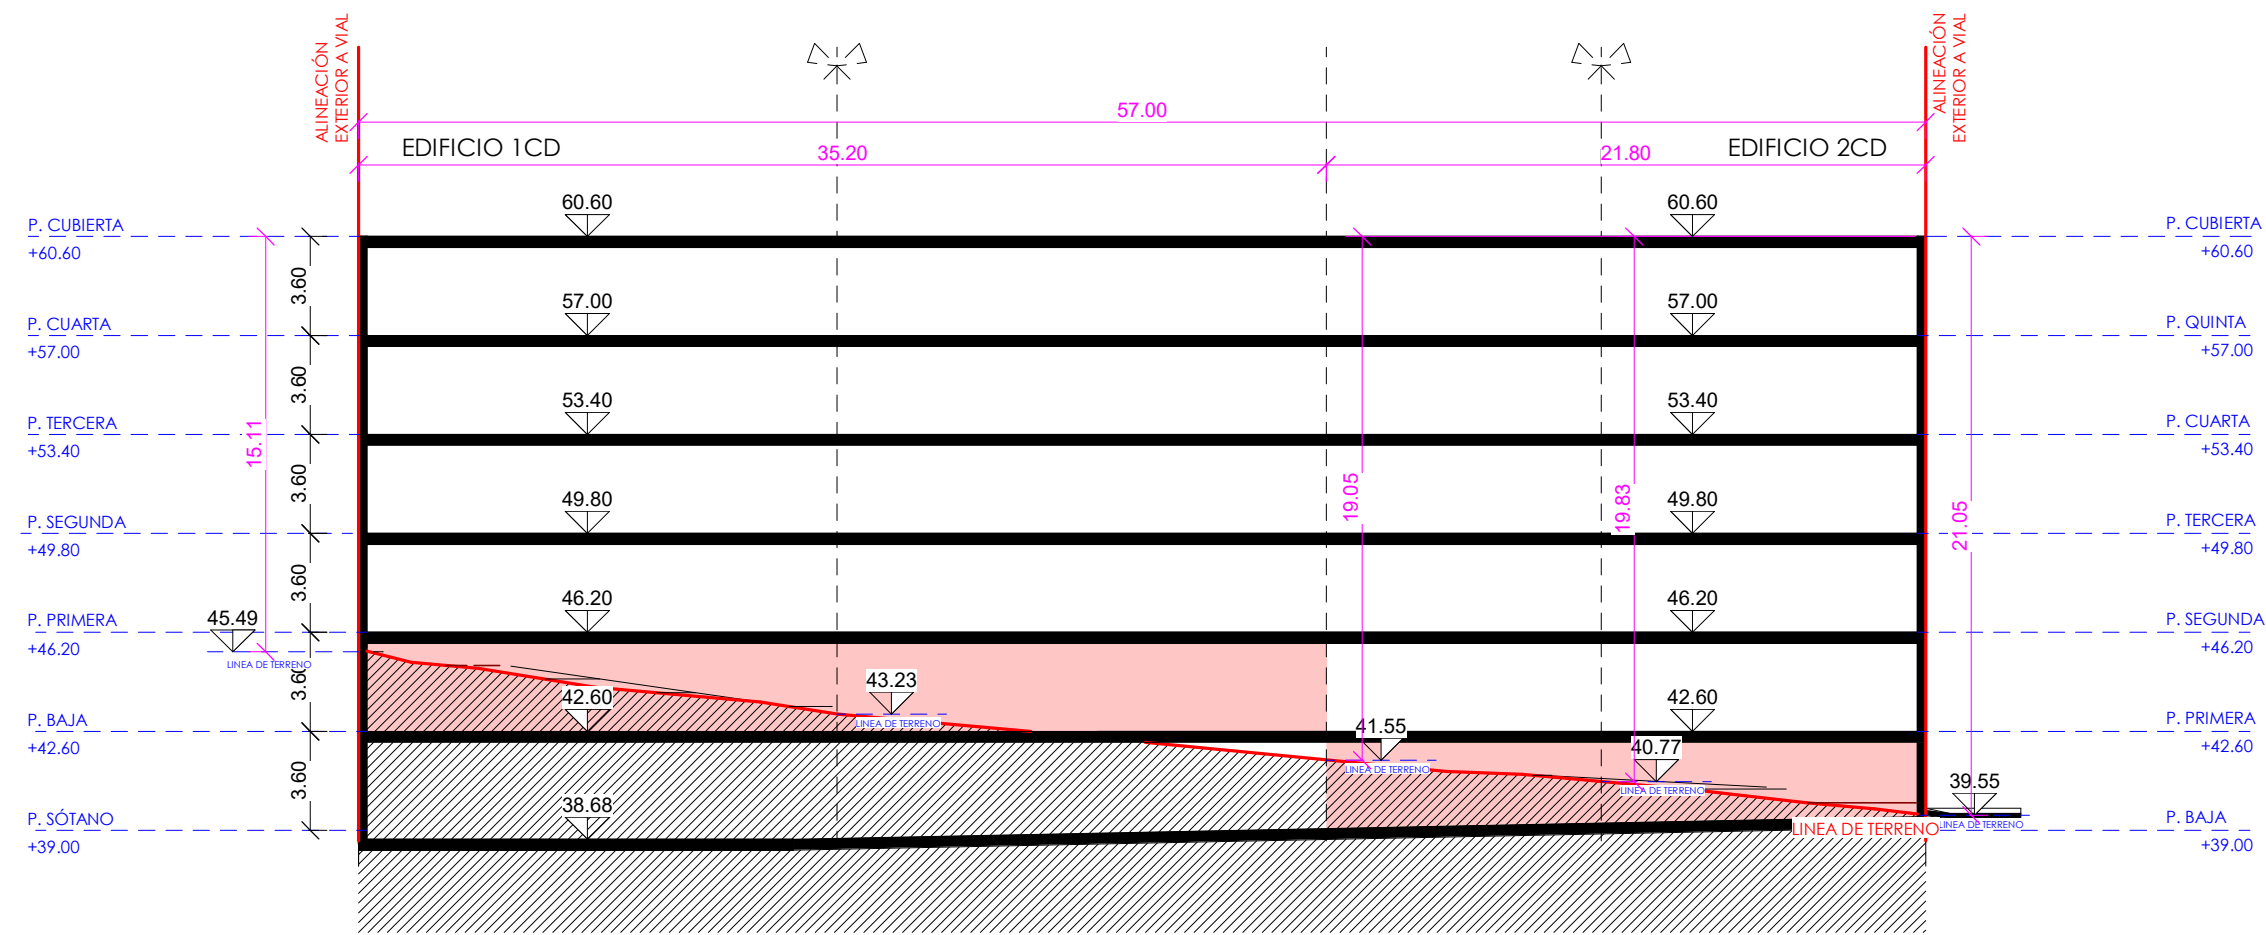 ALINEACIÓN
EXTERIOR A VIAL
ALINEACIÓN
EXTERIOR A VIAL
57.00
EDIFICIO 1CD
35.20
21.80
EDIFICIO 2CD
60.60
60.60
P. CUBIERTA
+60.60
P. CUBIERTA
+60.60
3.60
57.00
57.00
P. CUARTA
+57.00
P. QUINTA
+57.00
3.60
53.40
53.40
P. TERCERA
+53.40
P. CUARTA
+53.40
15.11
3.60
19.05
19.83
21.05
49.80
49.80
P. SEGUNDA
+49.80
P. TERCERA
+49.80
3.60
46.20
46.20
P. PRIMERA
+46.20
45.49
LINEA DE TERRENO
P. SEGUNDA
+46.20
3.60
42.60
43.23
LINEA DE TERRENO
42.60
P. BAJA
+42.60
P. PRIMERA
+42.60
41.55
LINEA DE TERRENO
40.77
LINEA DE TERRENO
3.60
38.68
39.55
LINEA DE TERRENO
LINEA DE TERRENO
P. SÓTANO
+39.00
P. BAJA
+39.00